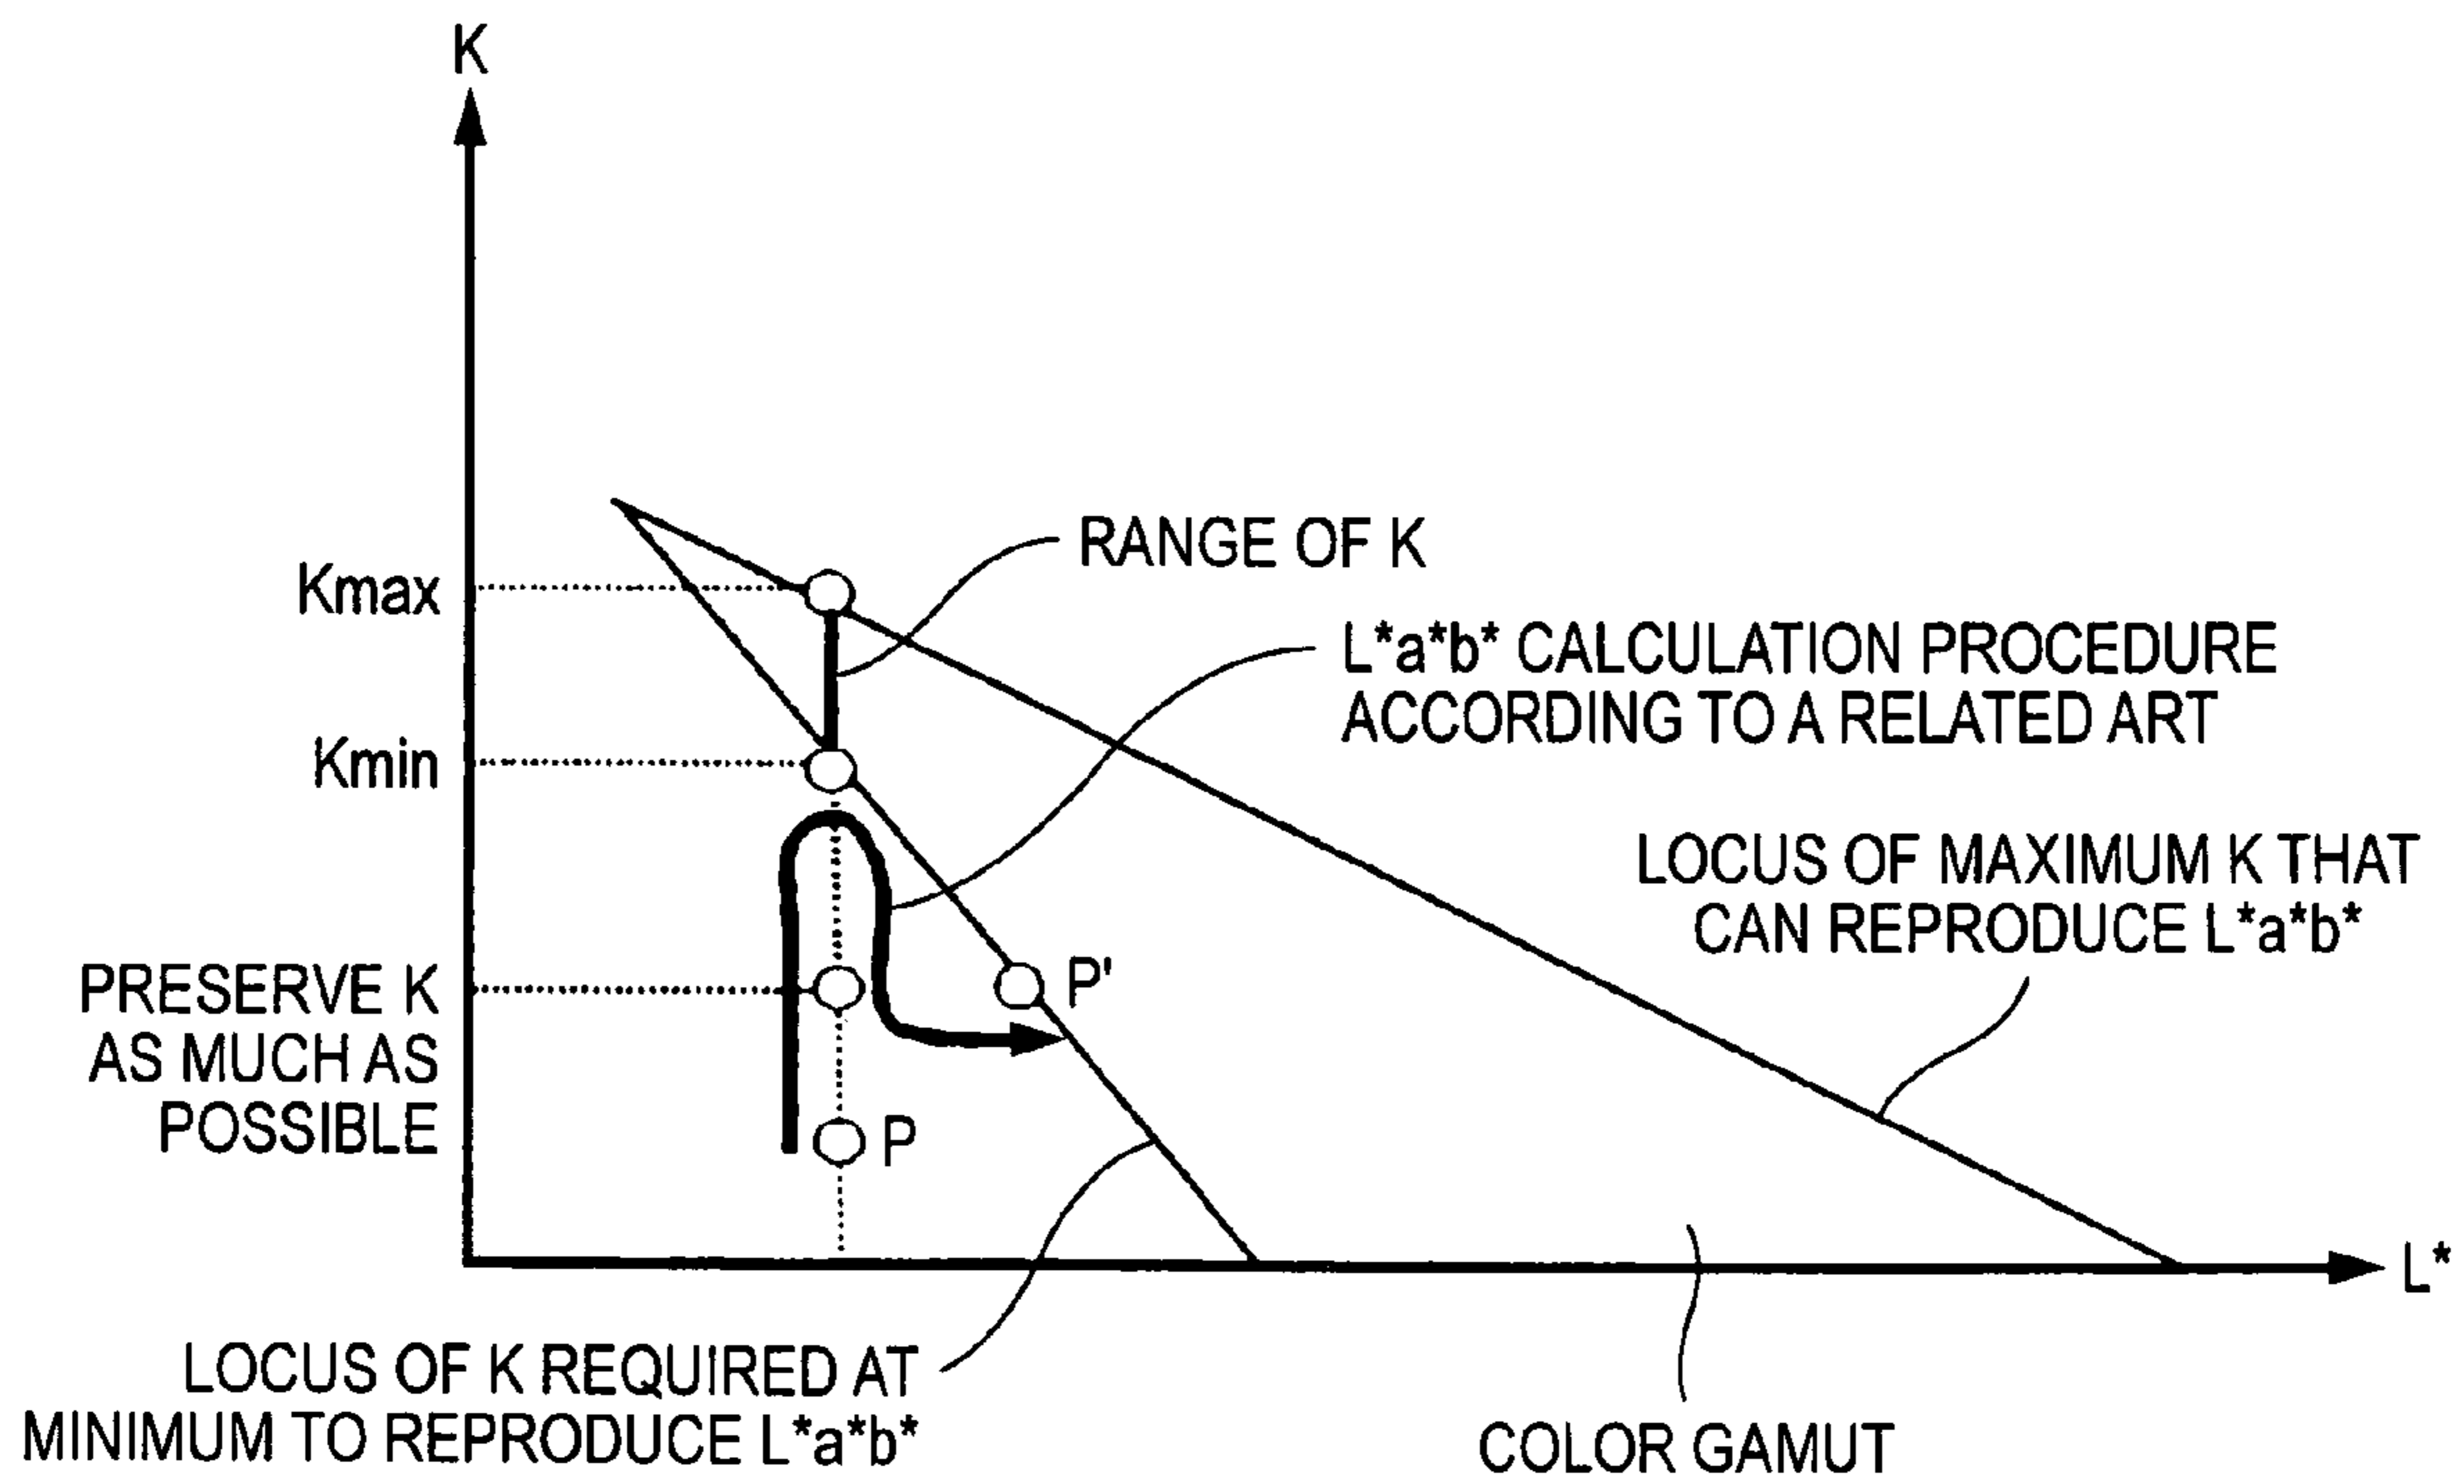 K
RANGE OF K
Kmax
L*a*b* CALCULATION PROCEDURE
ACCORDING TO A RELATED ART
Kmin
LOCUS OF MAXIMUM K THAT
CAN REPRODUCE L*a*b*
PRESERVE K
AS MUCH AS
POSSIBLE
P'
P
L*
LOCUS OF K REQUIRED AT
MINIMUM TO REPRODUCE L*a*b*
COLOR GAMUT